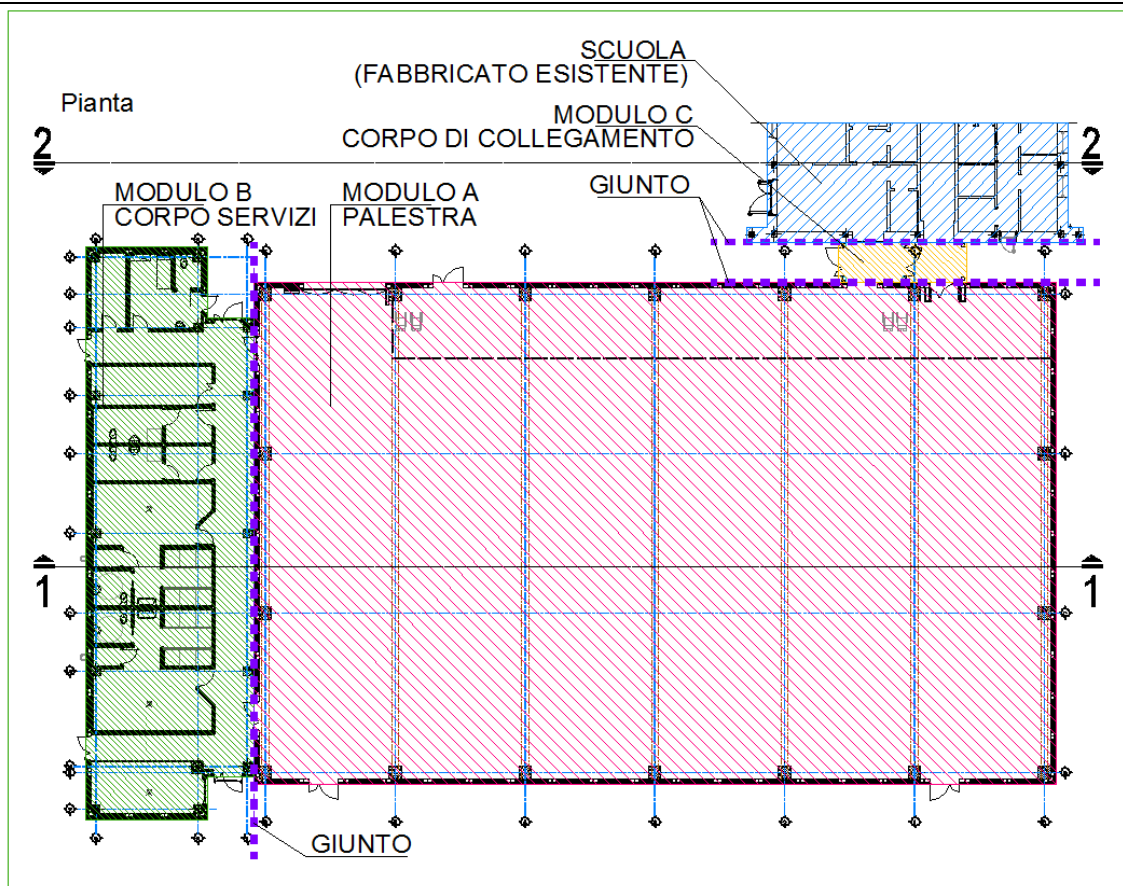 SCUOLA
(FABBRICATO ESISTENTE)
Pianta
MODULO C
CORPO DI COLLEGAMENTO
2
2
GIUNTO
MODULO B
CORPO SERVIZI
MODULO A
PALESTRA
1
1
GIUNTO